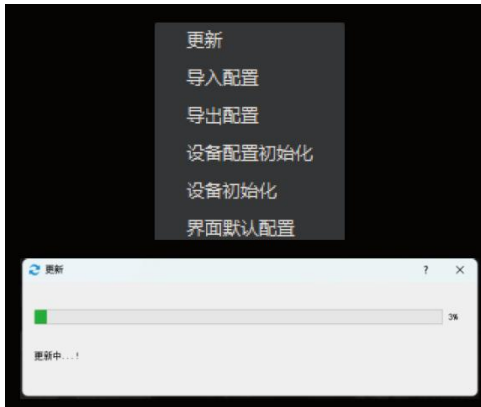 更新
导入配置
导出配置
设备配置初始化
设备初始化
界面默认配置
更新
?
×
3%
更新中...!